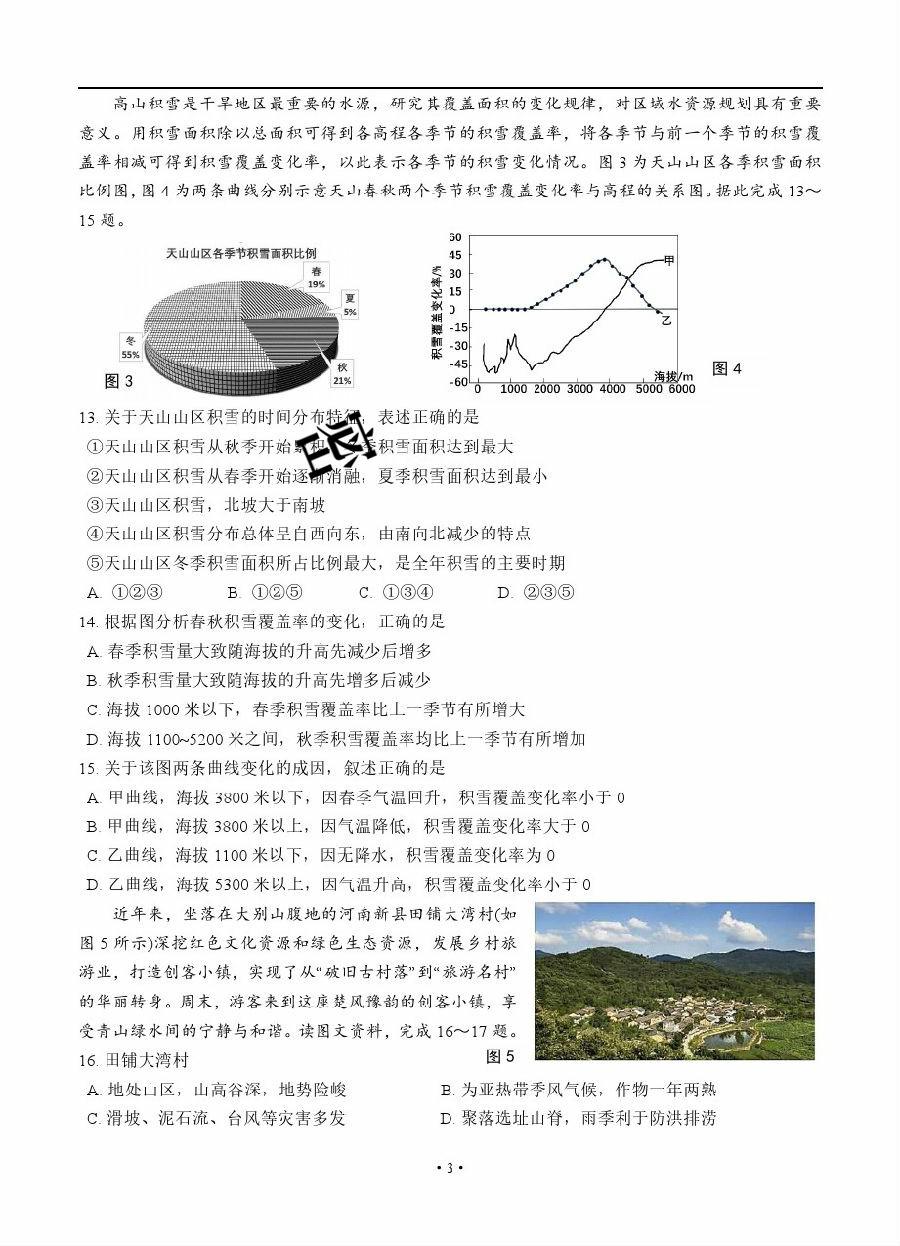 高山积雪是干旱地区最重要的水源，研究其覆盖面积的变化规律，对区域水资源规划具有重要
意义。用积雪面积除以总面积可得到各高程各季节的积雪覆盖率，将各季节与前一个季节的积雪覆
盖率相减可得到积雪覆盖变化率，以此表示各季节的积雪变化情况。图 3 为天山山区各季积雪面积
比例图，图 4 为两条曲线分别示意天山春秋两个季节积雪覆盖变化率与高程的关系图。据此完成 13～
15 题。
天山山区各季节积雪面积比例
春
19%
夏
5%
秋
21%
冬
55%
图 3
积雪覆盖变化率/%
60
45
30
15
0
-15
-30
-45
-60
0 1000 2000 3000 4000 5000 6000
海拔/m
甲
乙
图 4
13. 关于天山山区积雪的时间分布特征，表述正确的是
①天山山区积雪从秋季开始累积，季积雪面积达到最大
②天山山区积雪从春季开始逐渐消融，夏季积雪面积达到最小
③天山山区积雪，北坡大于南坡
④天山山区积雪分布总体呈自西向东，由南向北减少的特点
⑤天山山区冬季积雪面积所占比例最大，是全年积雪的主要时期
A. ①②③ B. ①②⑤ C. ①③④ D. ②③⑤
14. 根据图分析春秋积雪覆盖率的变化，正确的是
A. 春季积雪量大致随海拔的升高先减少后增多
B. 秋季积雪量大致随海拔的升高先增多后减少
C. 海拔 1000 米以下，春季积雪覆盖率比上一季节有所增大
D. 海拔 1100~5200 米之间，秋季积雪覆盖率均比上一季节有所增加
15. 关于该图两条曲线变化的成因，叙述正确的是
A. 甲曲线，海拔 3800 米以下，因春季气温回升，积雪覆盖变化率小于 0
B. 甲曲线，海拔 3800 米以上，因气温降低，积雪覆盖变化率大于 0
C. 乙曲线，海拔 1100 米以下，因无降水，积雪覆盖变化率为 0
D. 乙曲线，海拔 5300 米以上，因气温升高，积雪覆盖变化率小于 0
近年来，坐落在大别山腹地的河南新县田铺大湾村(如
图 5 所示)深挖红色文化资源和绿色生态资源，发展乡村旅
游业，打造创客小镇，实现了从“破旧古村落”到“旅游名村”
的华丽转身。周末，游客来到这座楚风豫韵的创客小镇，享
受青山绿水间的宁静与和谐。读图文资料，完成 16～17 题。
图 5
16. 田铺大湾村
A. 地处山区，山高谷深，地势险峻 B. 为亚热带季风气候，作物一年两熟
C. 滑坡、泥石流、台风等灾害多发 D. 聚落选址山脊，雨季利于防洪排涝
· 3 ·